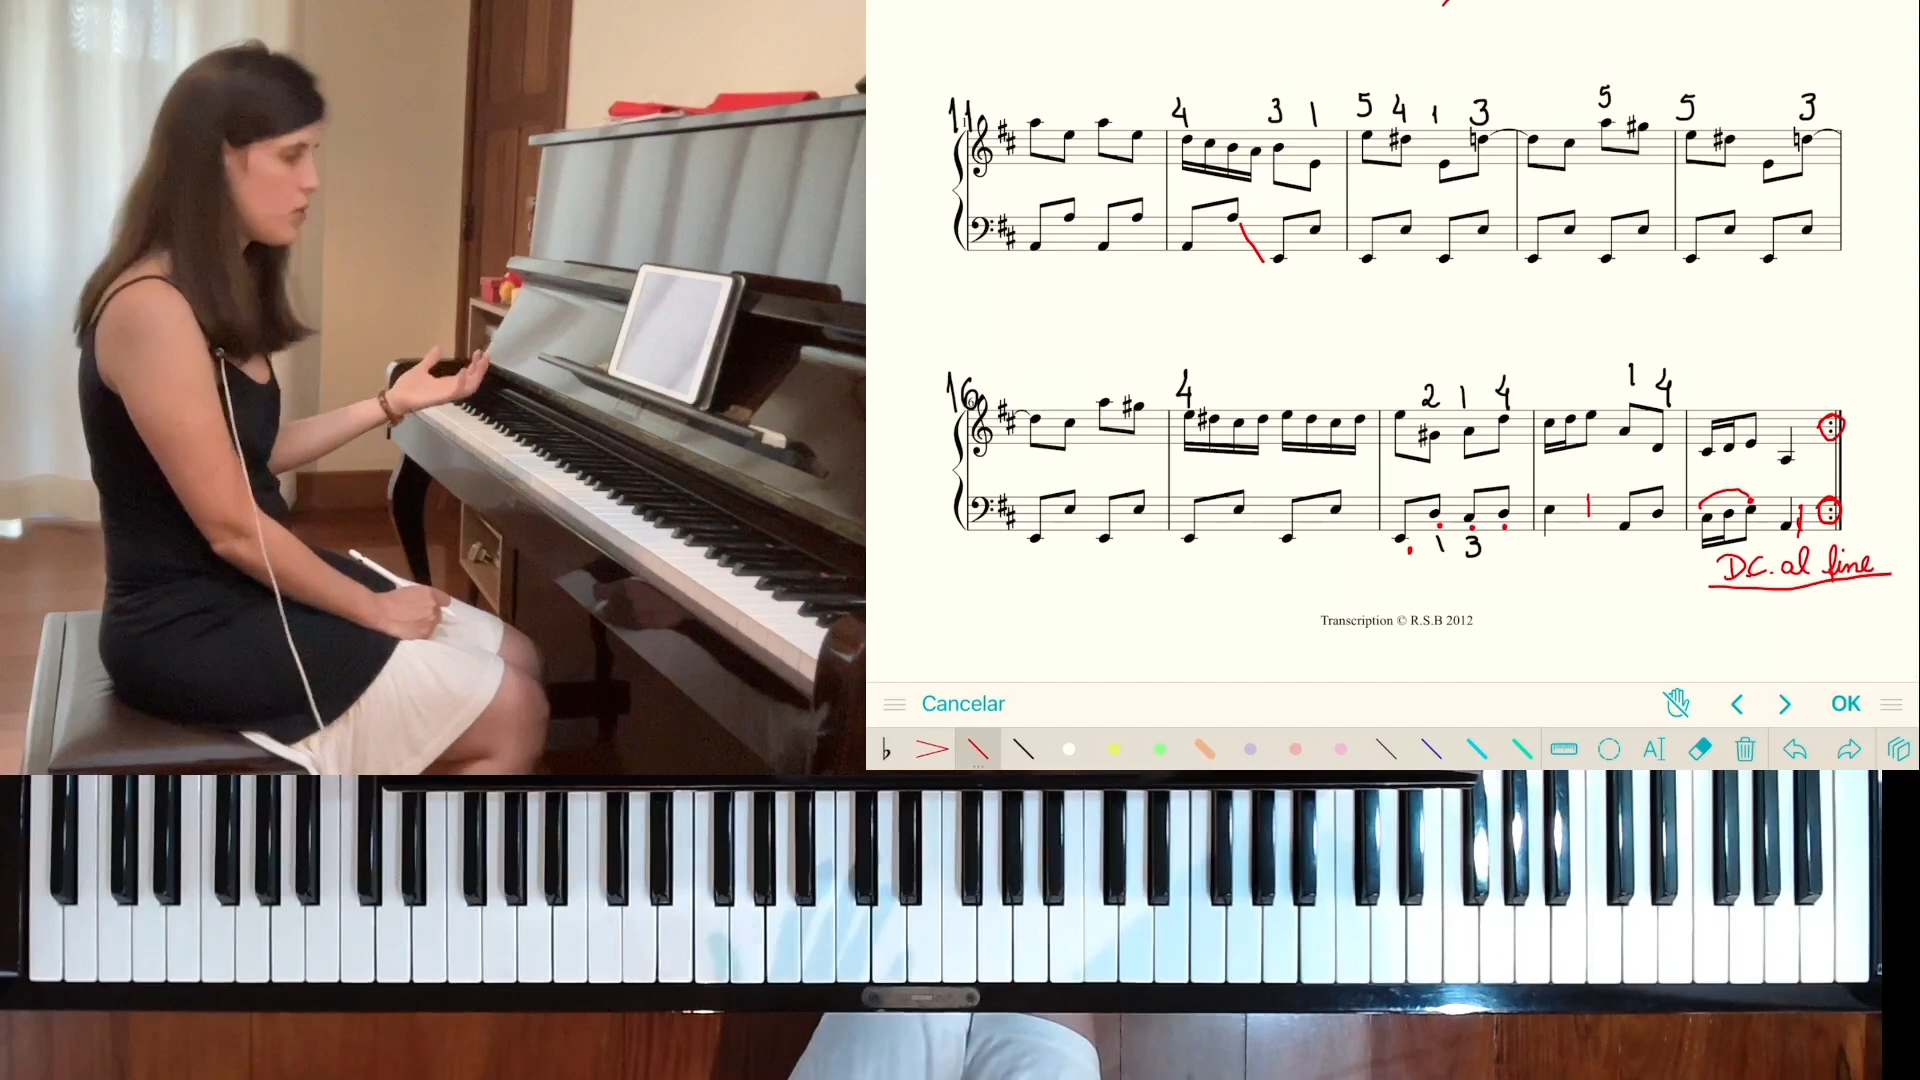 11
4 3 1 5 4 1 3 5 5 3
16
4 2 1 4 1 4
1 3
D.C. al fine
Transcription © R.S.B 2012
Cancelar
OK
AI